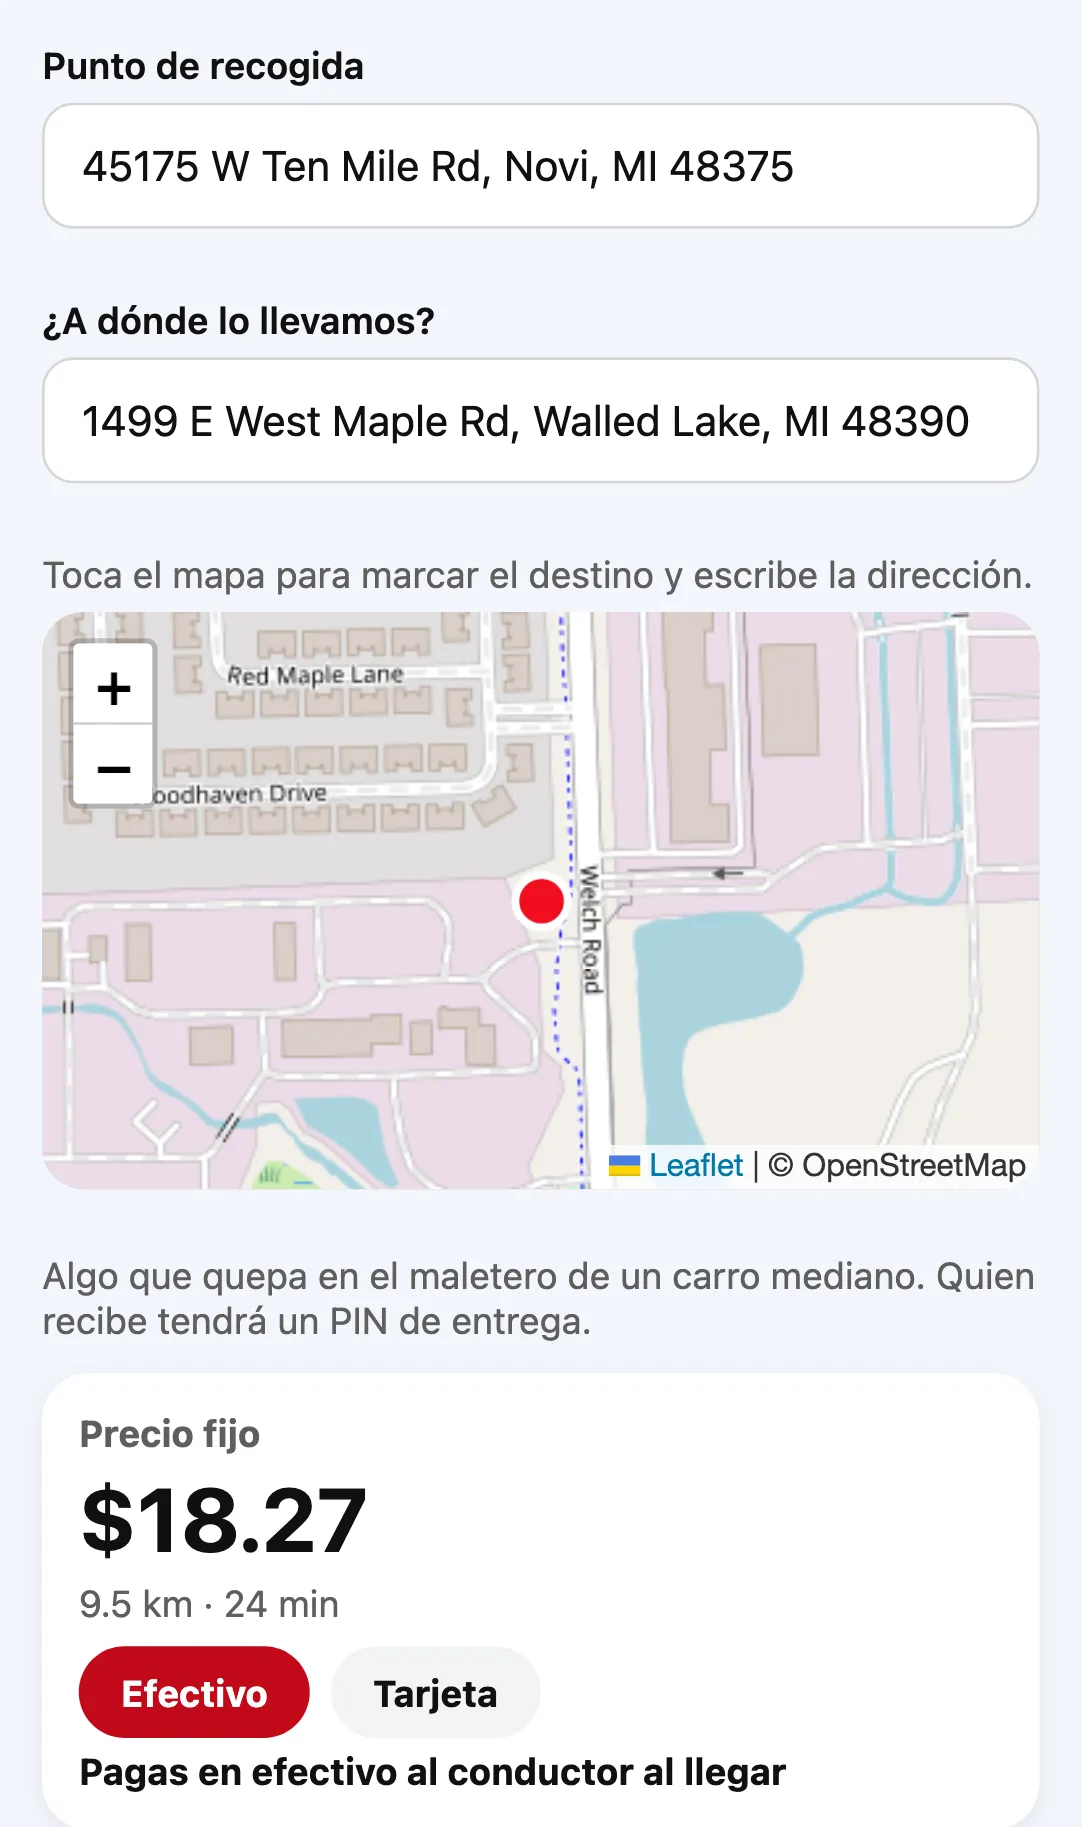 Punto de recogida
45175 W Ten Mile Rd, Novi, MI 48375
¿A dónde lo llevamos?
1499 E West Maple Rd, Walled Lake, MI 48390
Toca el mapa para marcar el destino y escribe la dirección.
+
Red Maple Lane
−
oodhaven Drive
Welch Road
Leaflet | © OpenStreetMap
Algo que quepa en el maletero de un carro mediano. Quien
recibe tendrá un PIN de entrega.
Precio fijo
$18.27
9.5 km · 24 min
Efectivo
Tarjeta
Pagas en efectivo al conductor al llegar